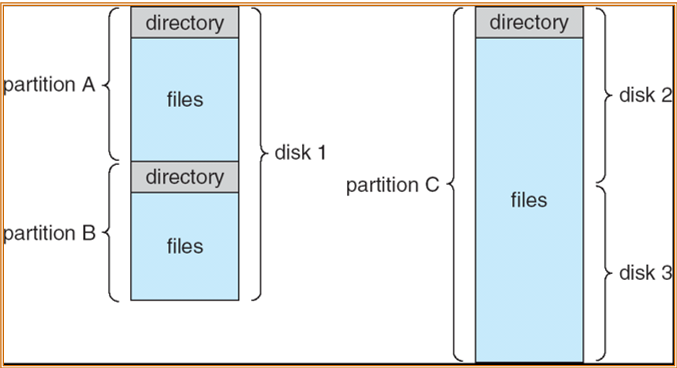 directory
partition A
files
disk 1
directory
partition B
files
directory
disk 2
partition C
files
disk 3